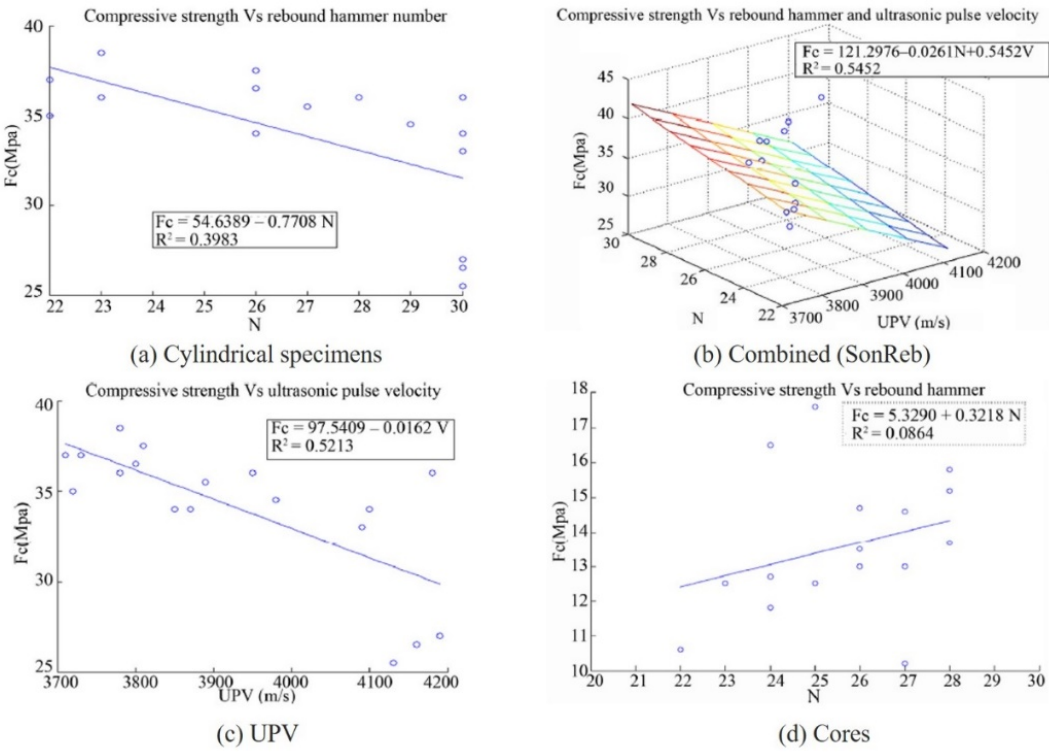 Compressive strength Vs rebound hammer number
40
35
30
25
Fc(Mpa)
Fc = 54.6389 – 0.7708 N
R² = 0.3983
22 23 24 25 26 27 28 29 30
N
(a) Cylindrical specimens
Compressive strength Vs rebound hammer and ultrasonic pulse velocity
Fc = 121.2976–0.0261N+0.5452V
R² = 0.5452
45
40
35
30
25
Fc(Mpa)
30
28
26
24
22
N
3700
3800
3900
4000
4100
4200
UPV (m/s)
(b) Combined (SonReb)
Compressive strength Vs ultrasonic pulse velocity
40
35
30
25
Fc(Mpa)
Fc = 97.5409 – 0.0162 V
R² = 0.5213
3700 3800 3900 4000 4100 4200
UPV (m/s)
(c) UPV
Compressive strength Vs rebound hammer
18
17
16
15
14
13
12
11
10
Fc(Mpa)
Fc = 5.3290 + 0.3218 N
R² = 0.0864
20 21 22 23 24 25 26 27 28 29 30
N
(d) Cores